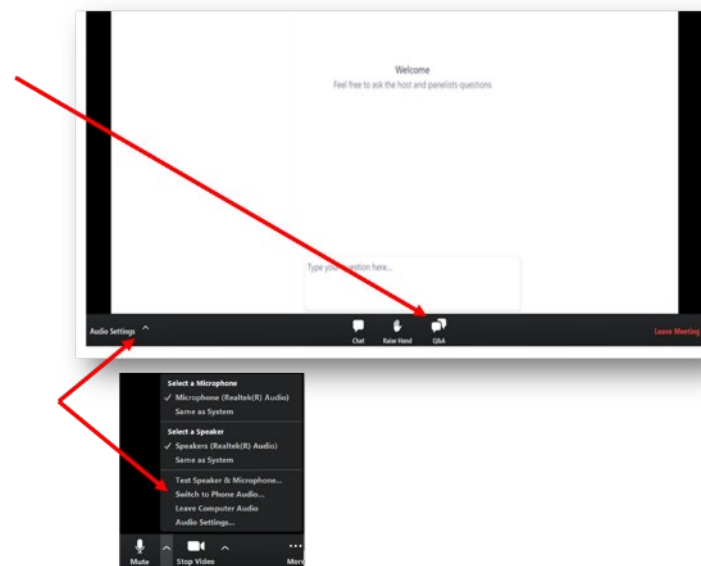 Welcome
Feel free to ask the host and panelists questions
Type your question here...
Audio Settings
Chat
Raise Hand
Q&A
Leave Meeting
Select a Microphone
Microphone (Realtek(R) Audio)
Same as System
Select a Speaker
Speakers (Realtek(R) Audio)
Same as System
Test Speaker & Microphone...
Switch to Phone Audio...
Leave Computer Audio
Audio Settings...
Mute
Stop Video
More